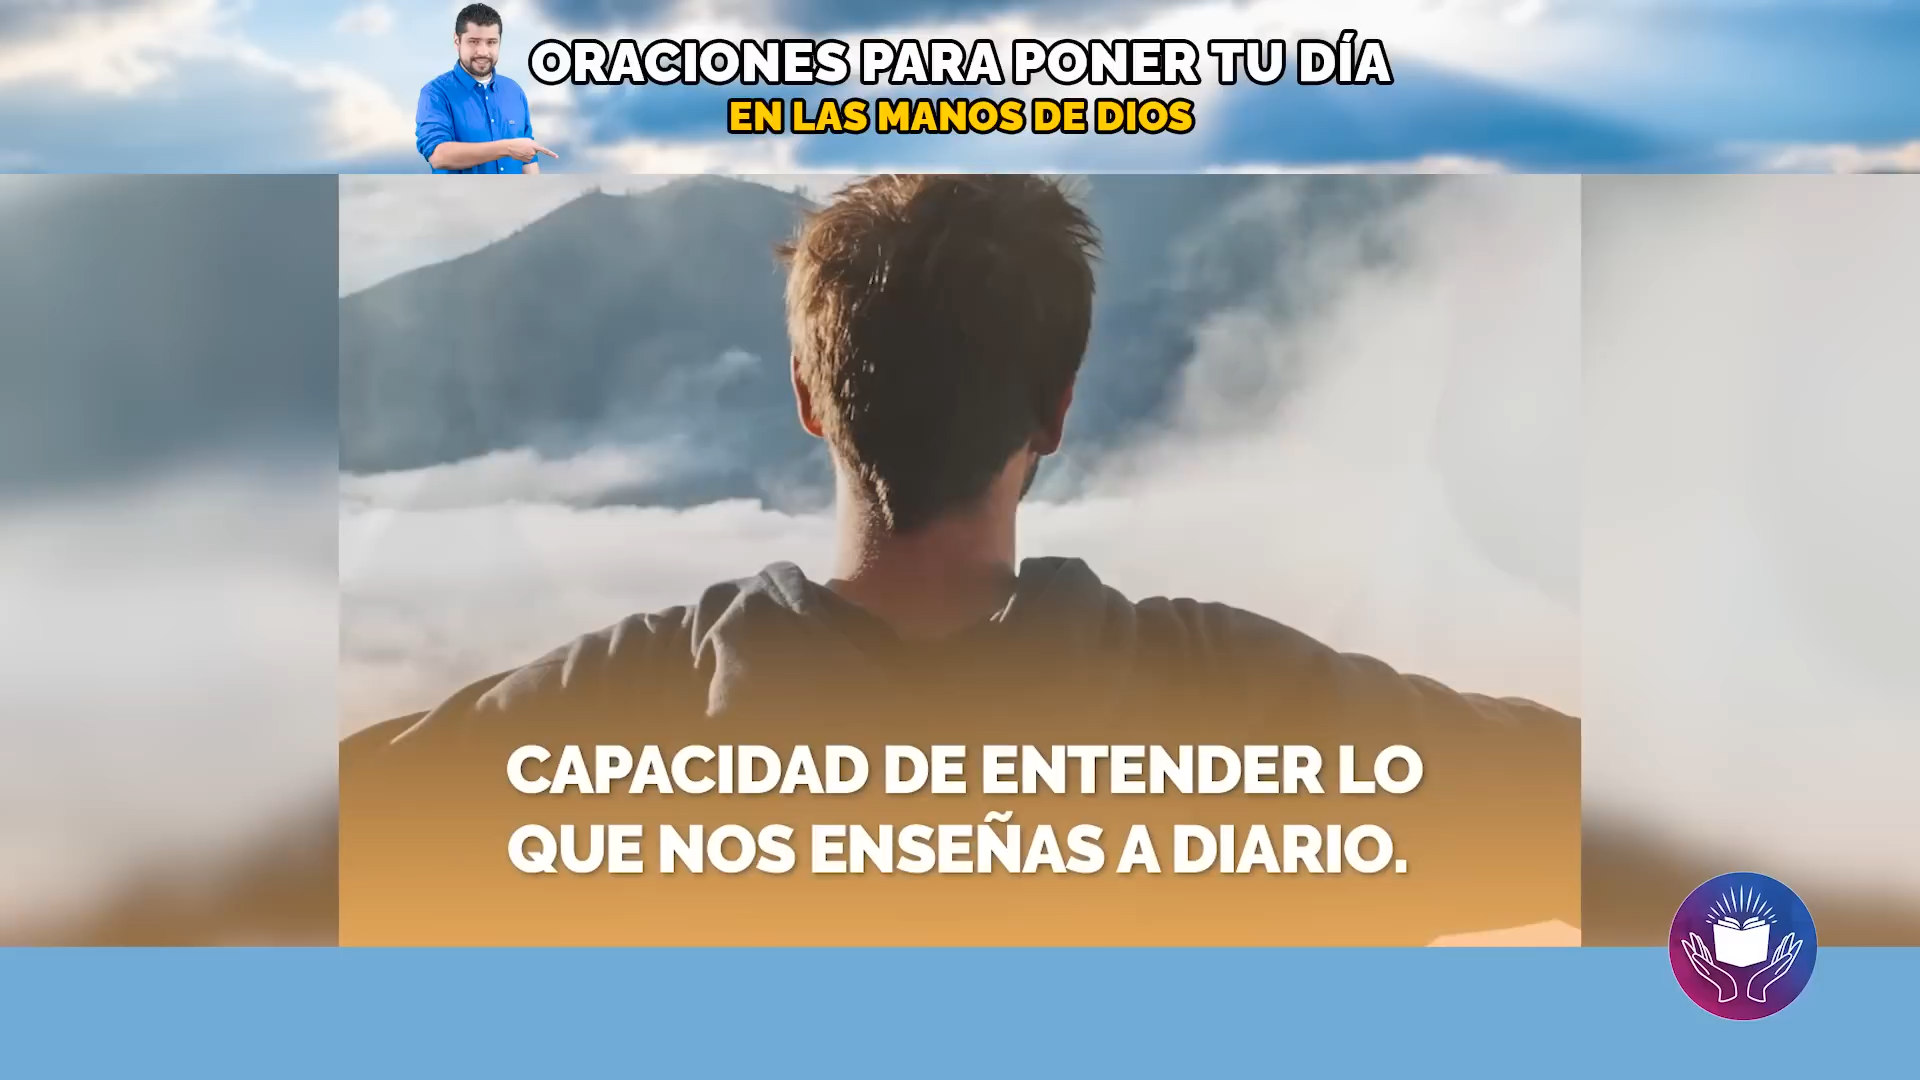 ORACIONES PARA PONER TU DÍA
EN LAS MANOS DE DIOS
CAPACIDAD DE ENTENDER LO
QUE NOS ENSEÑAS A DIARIO.